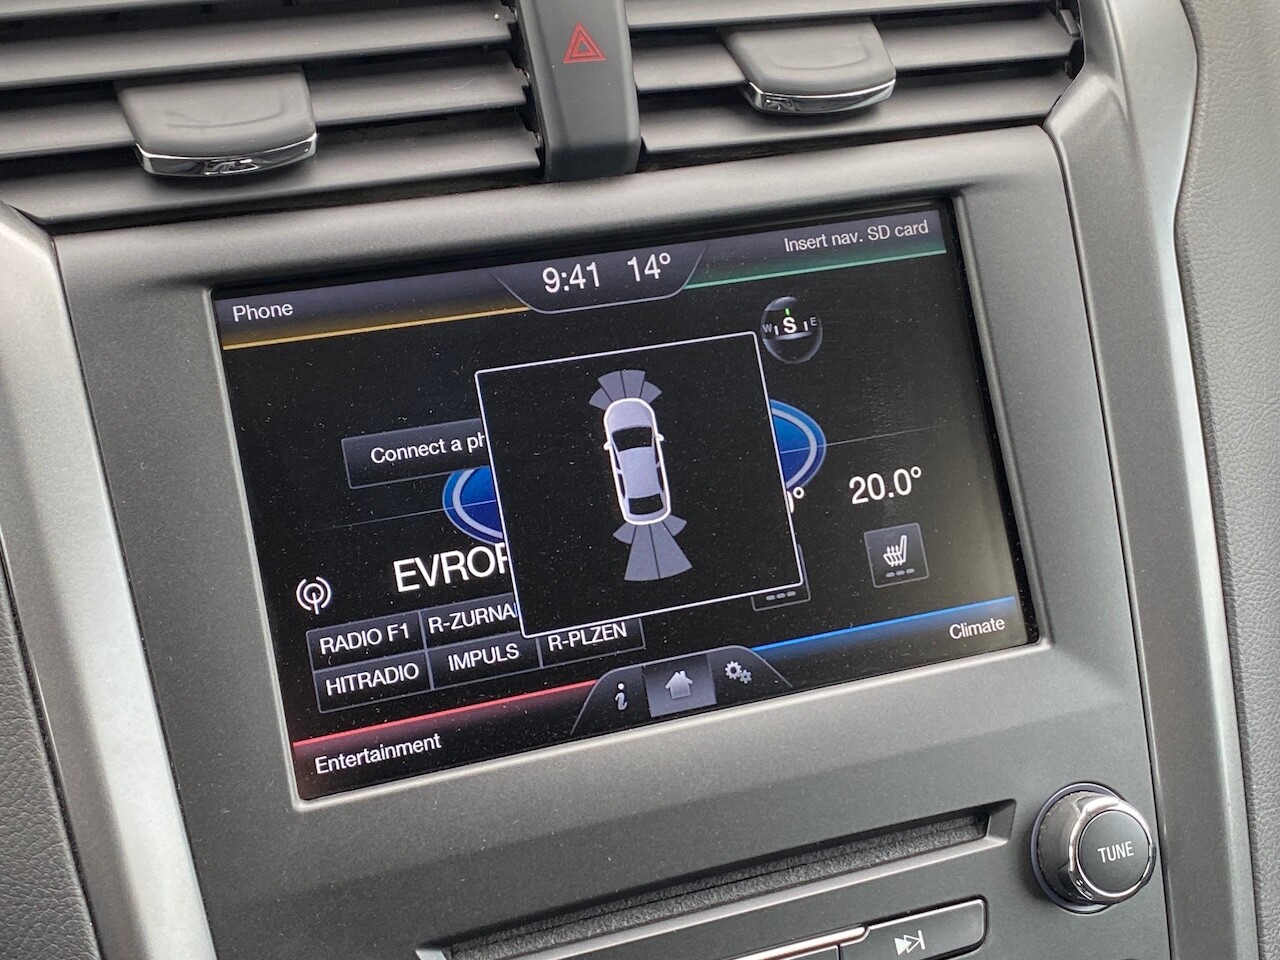 Phone
9:41 14°
Insert nav. SD card
W S E
Connect a ph
20.0°
EVROP
RADIO F1
R-ZURNA
HITRADIO
IMPULS
R-PLZEN
Climate
Entertainment
TUNE